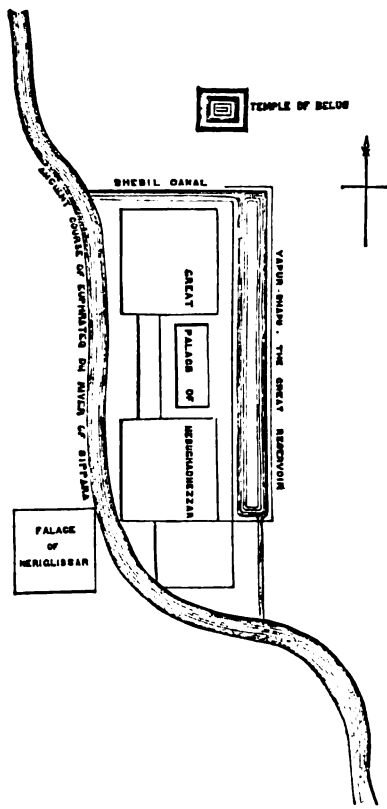 TEMPLE OF BELUS
SHEBIL CANAL
ANCIENT COURSE OF EUPHRATES OR RIVER OF SIPPARA
GREAT
PALACE OF
NEBUCHADNEZZAR
YAPUR SHAPU THE GREAT RESERVOIR
PALACE
OF
NERIGLISSAR